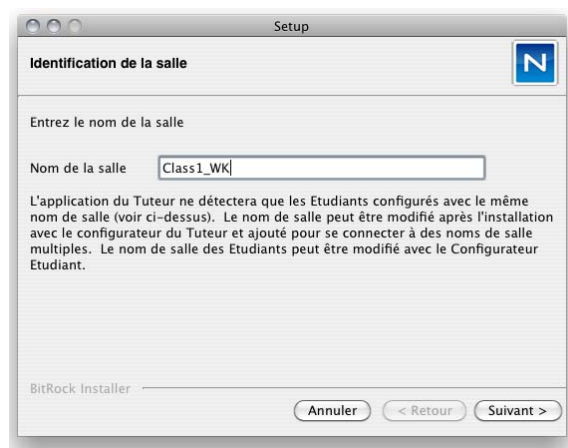 Setup
Identification de la salle
N
Entrez le nom de la salle
Nom de la salle Class1_WK
L'application du Tuteur ne détectera que les Etudiants configurés avec le même
nom de salle (voir ci-dessus). Le nom de salle peut être modifié après l'installation
avec le configurateur du Tuteur et ajouté pour se connecter à des noms de salle
multiples. Le nom de salle des Etudiants peut être modifié avec le Configurateur
Etudiant.
BitRock Installer
Annuler < Retour Suivant >